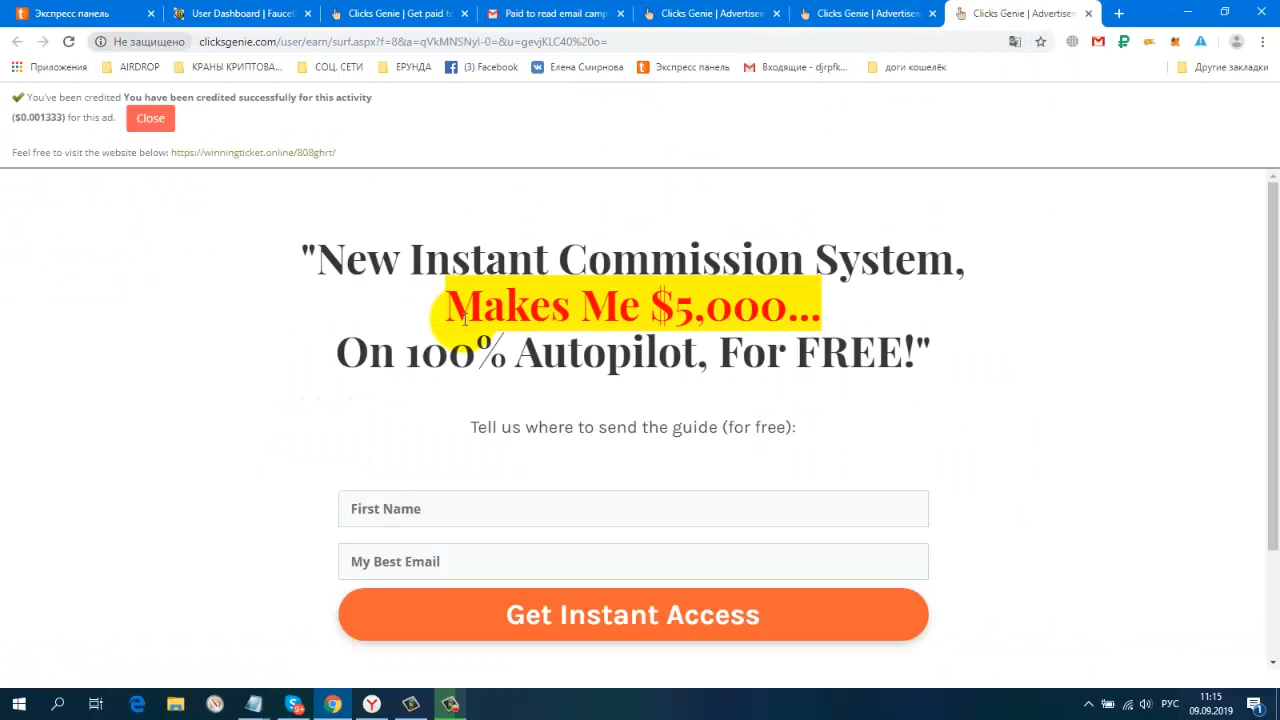 Экспресс панель
User Dashboard | Faucet
Clicks Genie | Get paid to
Paid to read email camp
Clicks Genie | Advertisen
Clicks Genie | Advertisen
Clicks Genie | Advertisen
Не защищено
clicksgenie.com/user/earn/surf.aspx?f=8&a=qVkMNSNyl-0=&u=gevjKLC40%20o=
Приложения
AIRDROP
КРАНЫ КРИПТОВА...
СОЦ. СЕТИ
ЕРУНДА
(3) Facebook
Елена Смирнова
Экспресс панель
Входящие - djrpfk...
доги кошелёк
Другие закладки
You've been credited You have been credited successfully for this activity
($0.001333) for this ad. Close
Feel free to visit the website below: https://winningticket.online/808ghrt/
"New Instant Commission System,
Makes Me $5,000...
On 100% Autopilot, For FREE!"
Tell us where to send the guide (for free):
First Name
My Best Email
Get Instant Access
9+
РУС
11:15
09.09.2019
1